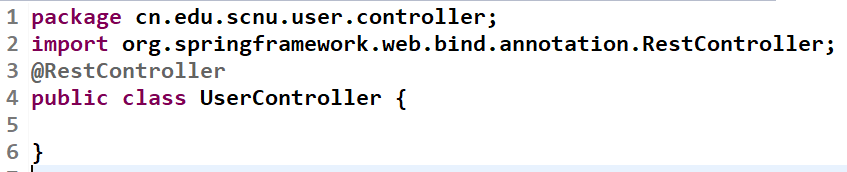 1 package cn.edu.scnu.user.controller;
2 import org.springframework.web.bind.annotation.RestController;
3 @RestController
4 public class UserController {
5
6 }